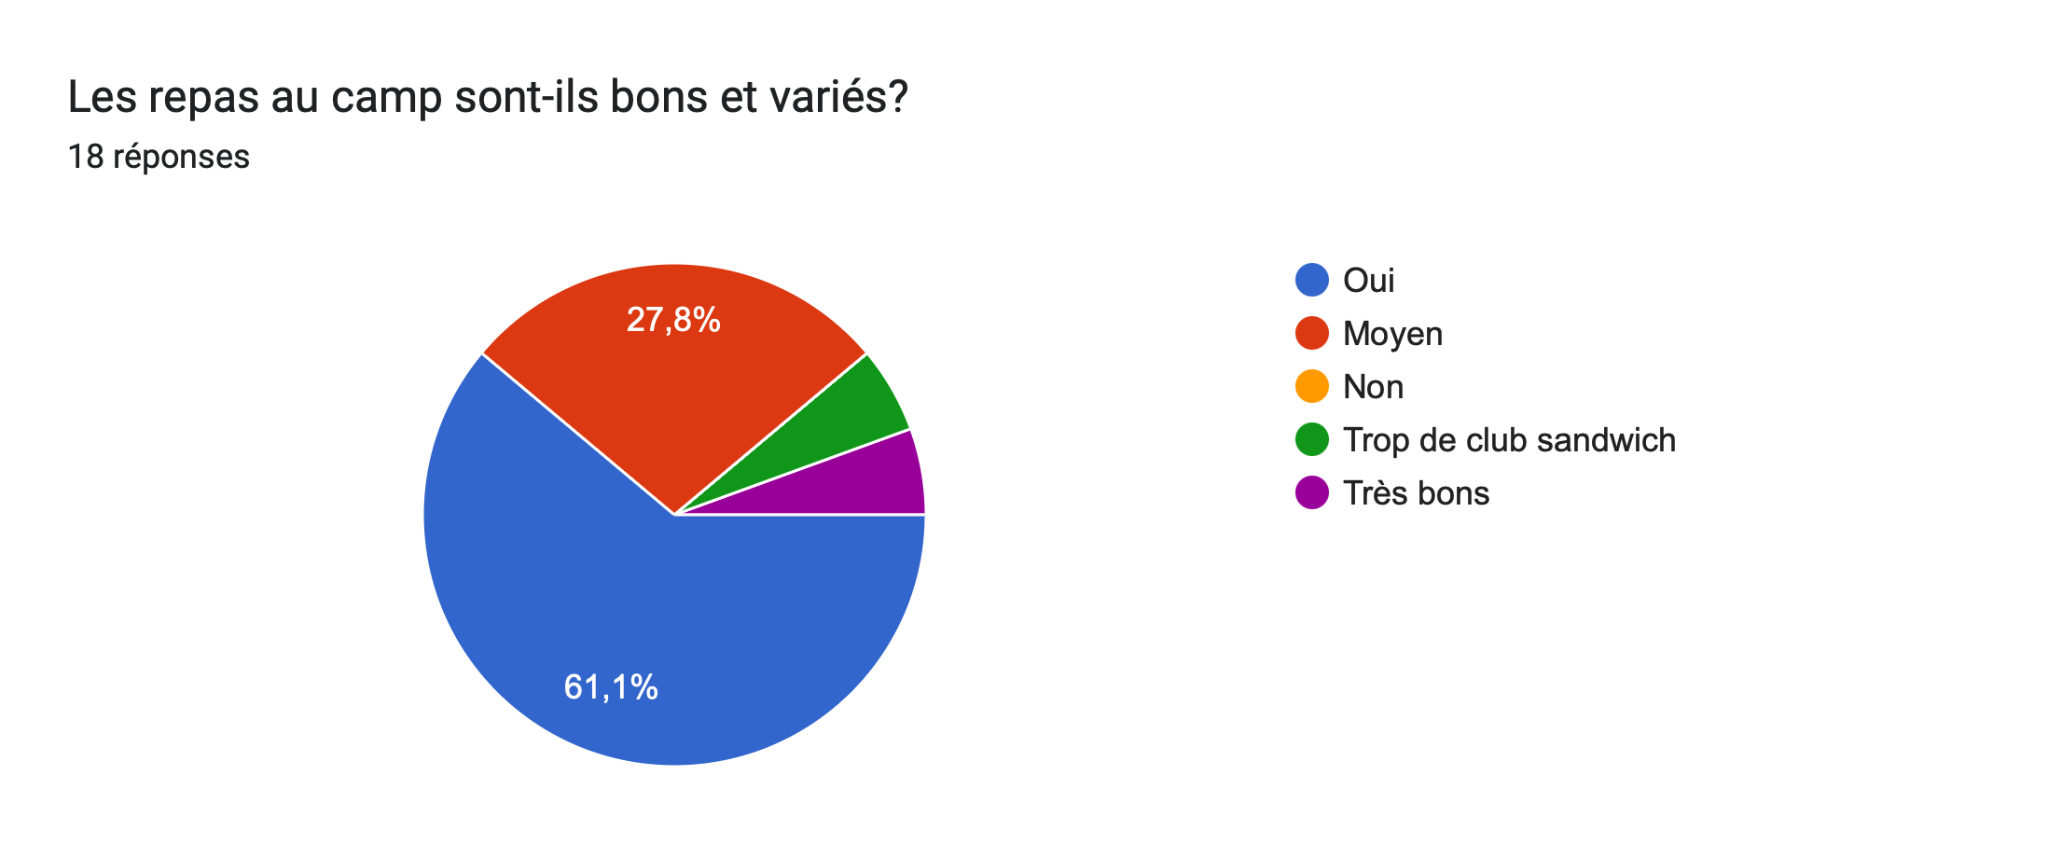 Les repas au camp sont-ils bons et variés?
18 réponses
27,8%
61,1%
Oui
Moyen
Non
Trop de club sandwich
Très bons